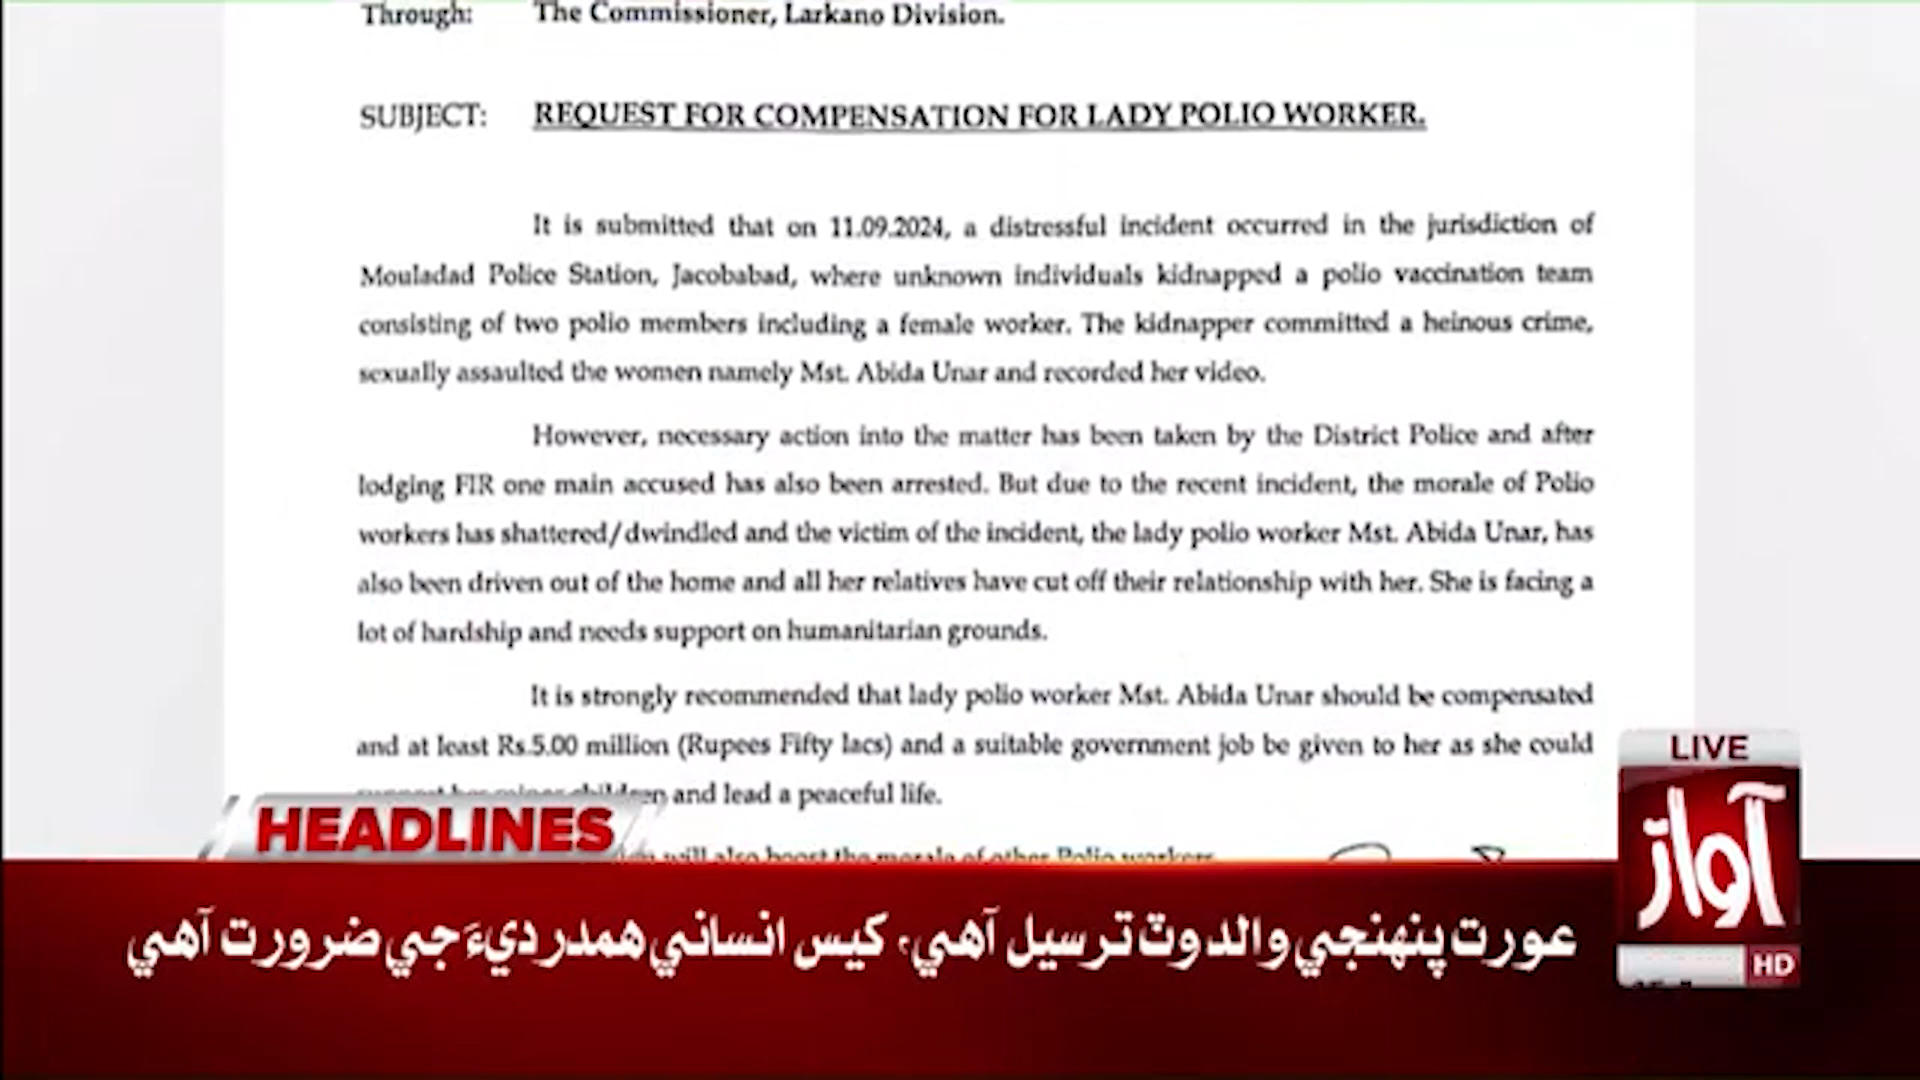 Through: The Commissioner, Larkano Division.
SUBJECT: REQUEST FOR COMPENSATION FOR LADY POLIO WORKER.
It is submitted that on 11.09.2024, a distressful incident occurred in the jurisdiction of
Mouladad Police Station, Jacobabad, where unknown individuals kidnapped a polio vaccination team
consisting of two polio members including a female worker. The kidnapper committed a heinous crime,
sexually assaulted the women namely Mst. Abida Unar and recorded her video.
However, necessary action into the matter has been taken by the District Police and after
lodging FIR one main accused has also been arrested. But due to the recent incident, the morale of Polio
workers has shattered/dwindled and the victim of the incident, the lady polio worker Mst. Abida Unar, has
also been driven out of the home and all her relatives have cut off their relationship with her. She is facing a
lot of hardship and needs support on humanitarian grounds.
It is strongly recommended that lady polio worker Mst. Abida Unar should be compensated
and at least Rs.5.00 million (Rupees Fifty lacs) and a suitable government job be given to her as she could
support her minor children and lead a peaceful life.
will also boost the morale of other Polio workers.
HEADLINES
LIVE
آواز
HD
عورت پنهنجي والد وٽ ترسيل آهي، ڪيس انساني همدرديءَ جي ضرورت آهي